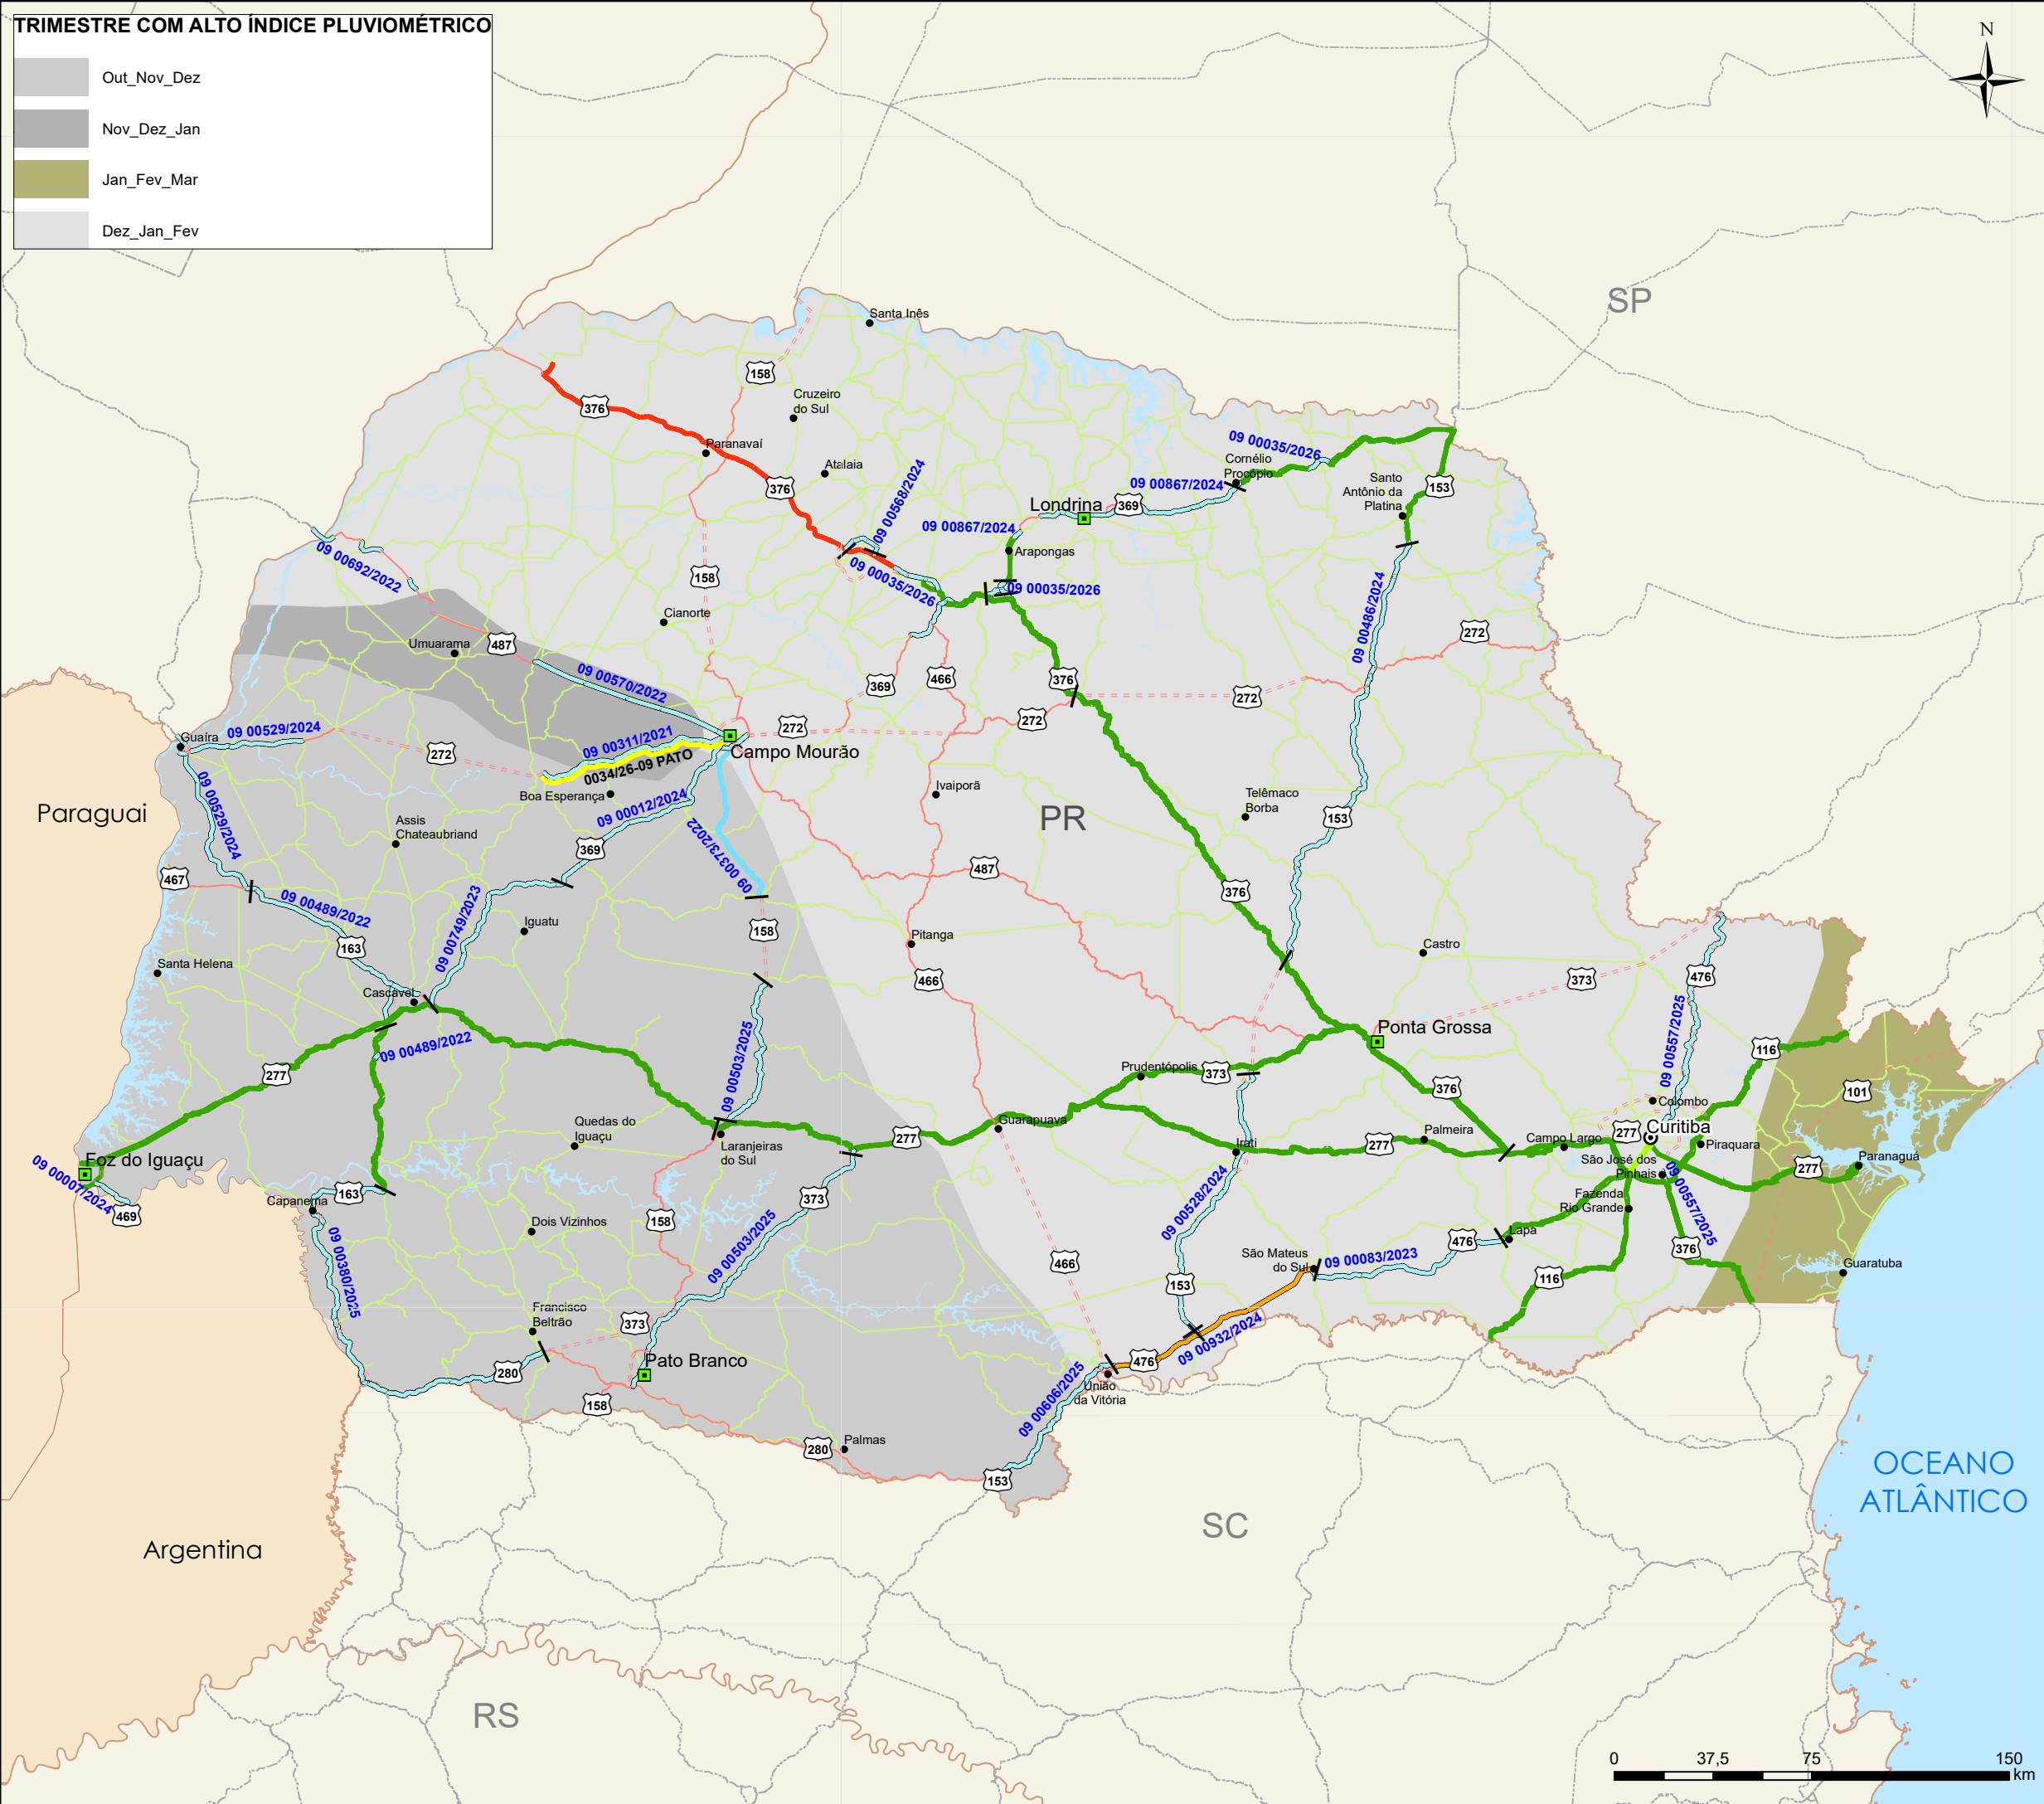 TRIMESTRE COM ALTO ÍNDICE PLUVIOMÉTRICO
Out_Nov_Dez
Nov_Dez_Jan
Jan_Fev_Mar
Dez_Jan_Fev
N
SP
Santa Inês
158
Cruzeiro
do Sul
376
Paranavaí
Atalaia
376
09 00568/2024
09 00035/2026
Cornélio
Procópio
09 00867/2024
Santo
Antônio da
Platina
153
Londrina
369
09 00867/2024
Arapongas
09 00692/2022
158
09 00035/2026
09 00035/2026
09 00486/2024
Cianorte
272
Umuarama
487
09 00570/2022
369
466
376
272
272
272
09 00529/2024
Guaíra
272
09 00311/2021
0034/26-09 PATO
Campo Mourão
Boa Esperança
09 00012/2024
Ivaiporã
Telêmaco
Borba
Paraguai
09 00529/2024
Assis
Chateaubriand
369
09 00373/2022
PR
153
467
487
376
09 00489/2022
163
09 00749/2023
Iguatu
158
Pitanga
Castro
Santa Helena
466
373
476
Cascavel
09 00489/2022
09 00503/2025
09 00557/2025
Ponta Grossa
116
277
Prudentópolis
373
376
101
Colombo
Quedas do
Iguaçu
Laranjeiras
do Sul
277
Guarapuava
Irati
277
Palmeira
Campo Largo
277
Curitiba
Piraquara
Paranaguá
277
São José dos
Pinhais
Foz do Iguaçu
09 00007/2024
469
Capanema
163
373
09 00528/2024
Fazenda
Rio Grande
09 00557/2025
Dois Vizinhos
158
09 00503/2025
09 00380/2025
466
São Mateus
do Sul
09 00083/2023
476
Lapa
376
116
Guaratuba
153
Francisco
Beltrão
373
09 00932/2024
476
Pato Branco
280
158
União
da Vitória
09 00606/2025
280
Palmas
153
OCEANO
ATLÂNTICO
SC
Argentina
RS
0 37,5 75 150
km